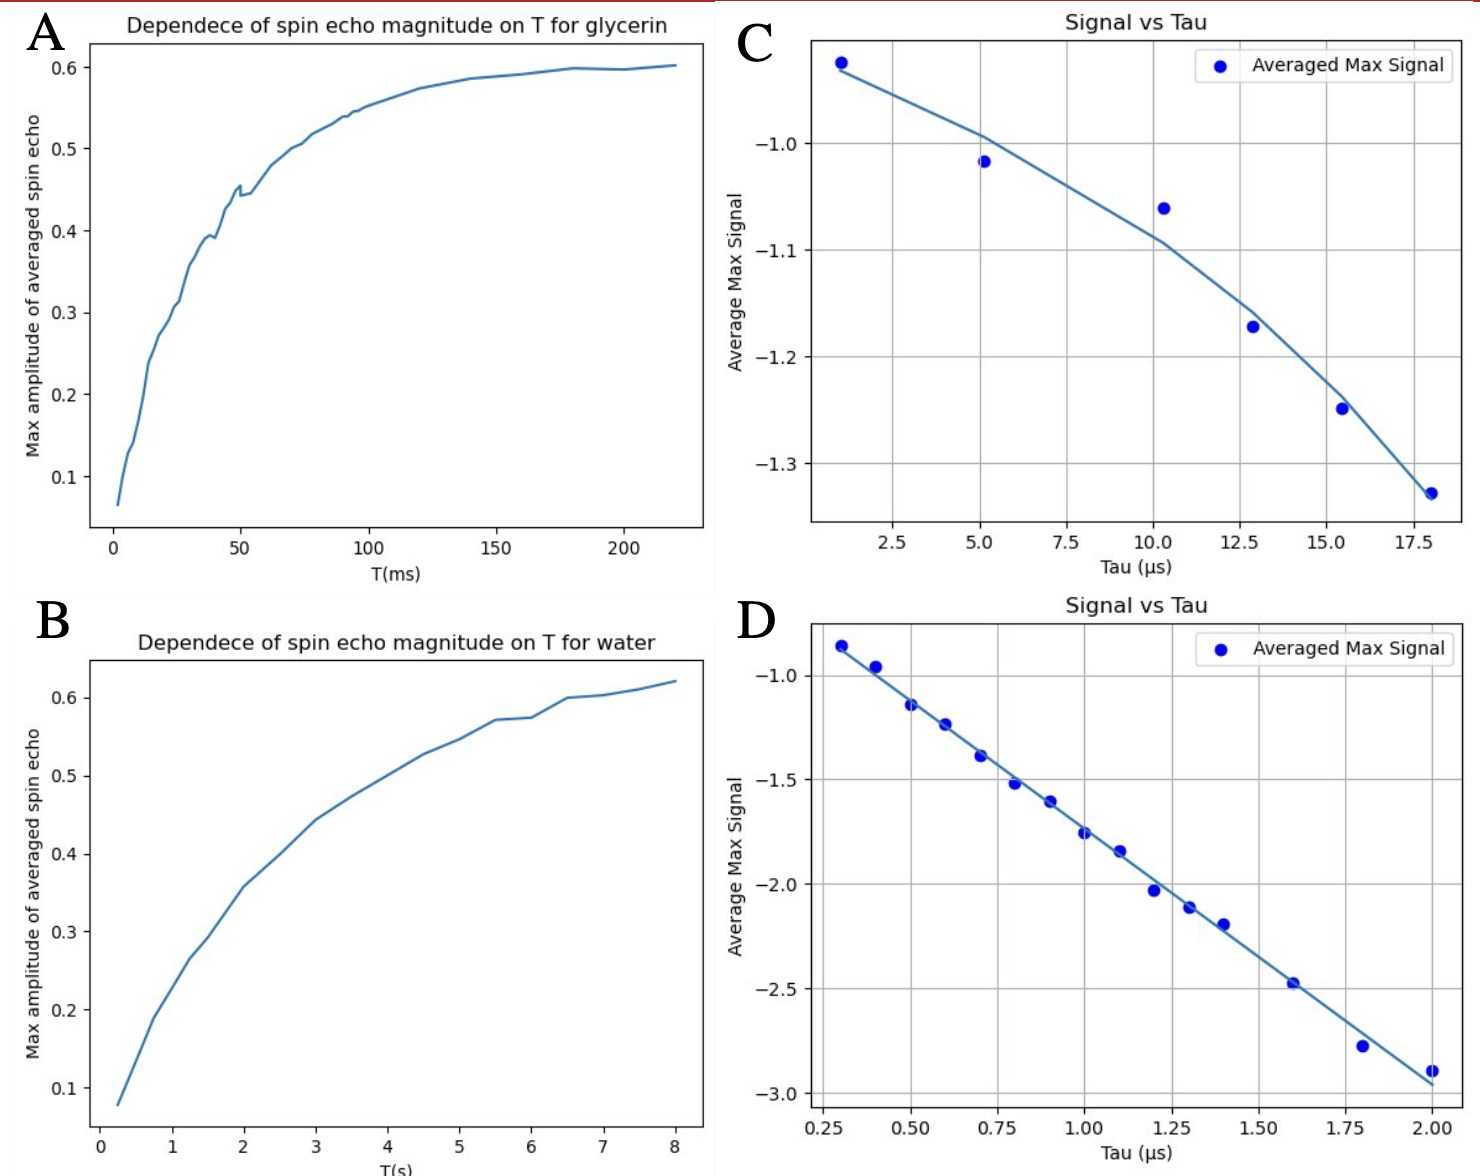 A
Dependece of spin echo magnitude on T for glycerin
Max amplitude of averaged spin echo
0.6
0.5
0.4
0.3
0.2
0.1
0 50 100 150 200
T(ms)
C
Signal vs Tau
Averaged Max Signal
Average Max Signal
−1.0
−1.1
−1.2
−1.3
2.5 5.0 7.5 10.0 12.5 15.0 17.5
Tau (μs)
B
Dependece of spin echo magnitude on T for water
Max amplitude of averaged spin echo
0.6
0.5
0.4
0.3
0.2
0.1
0 1 2 3 4 5 6 7 8
T(s)
D
Signal vs Tau
Averaged Max Signal
Average Max Signal
−1.0
−1.5
−2.0
−2.5
−3.0
0.25 0.50 0.75 1.00 1.25 1.50 1.75 2.00
Tau (μs)